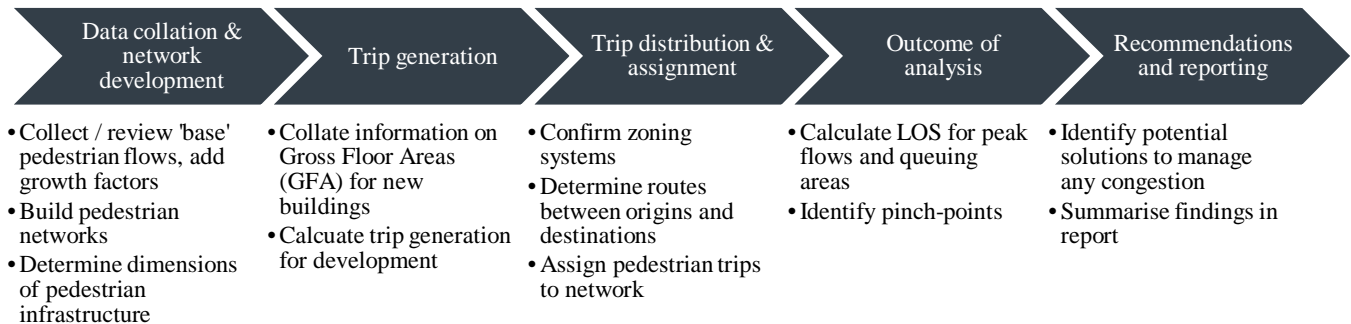 Data collation &
network
development
Trip generation
Trip distribution &
assignment
Outcome of
analysis
Recommendations
and reporting
• Collect / review 'base'
pedestrian flows, add
growth factors
• Build pedestrian
networks
• Determine dimensions
of pedestrian
infrastructure
• Collate information on
Gross Floor Areas
(GFA) for new
buildings
• Calcuate trip generation
for development
• Confirm zoning
systems
• Determine routes
between origins and
destinations
• Assign pedestrian trips
to network
• Calculate LOS for peak
flows and queuing
areas
• Identify pinch-points
• Identify potential
solutions to manage
any congestion
• Summarise findings in
report